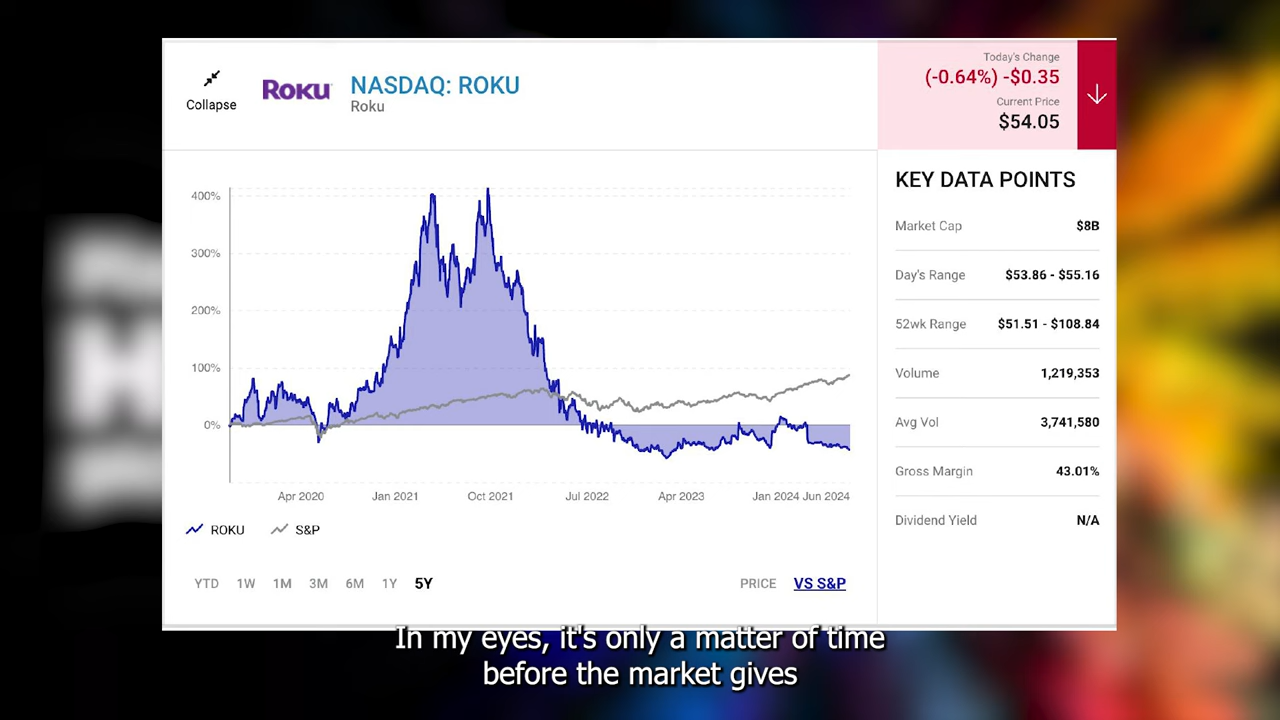 Collapse
Roku
NASDAQ: ROKU
Roku
Today's Change
(-0.64%) -$0.35
Current Price
$54.05
400%
300%
200%
100%
0%
Apr 2020 Jan 2021 Oct 2021 Jul 2022 Apr 2023 Jan 2024 Jun 2024
ROKU S&P
YTD 1W 1M 3M 6M 1Y 5Y PRICE VS S&P
KEY DATA POINTS
Market Cap $8B
Day's Range $53.86 - $55.16
52wk Range $51.51 - $108.84
Volume 1,219,353
Avg Vol 3,741,580
Gross Margin 43.01%
Dividend Yield N/A
In my eyes, it's only a matter of time
before the market gives